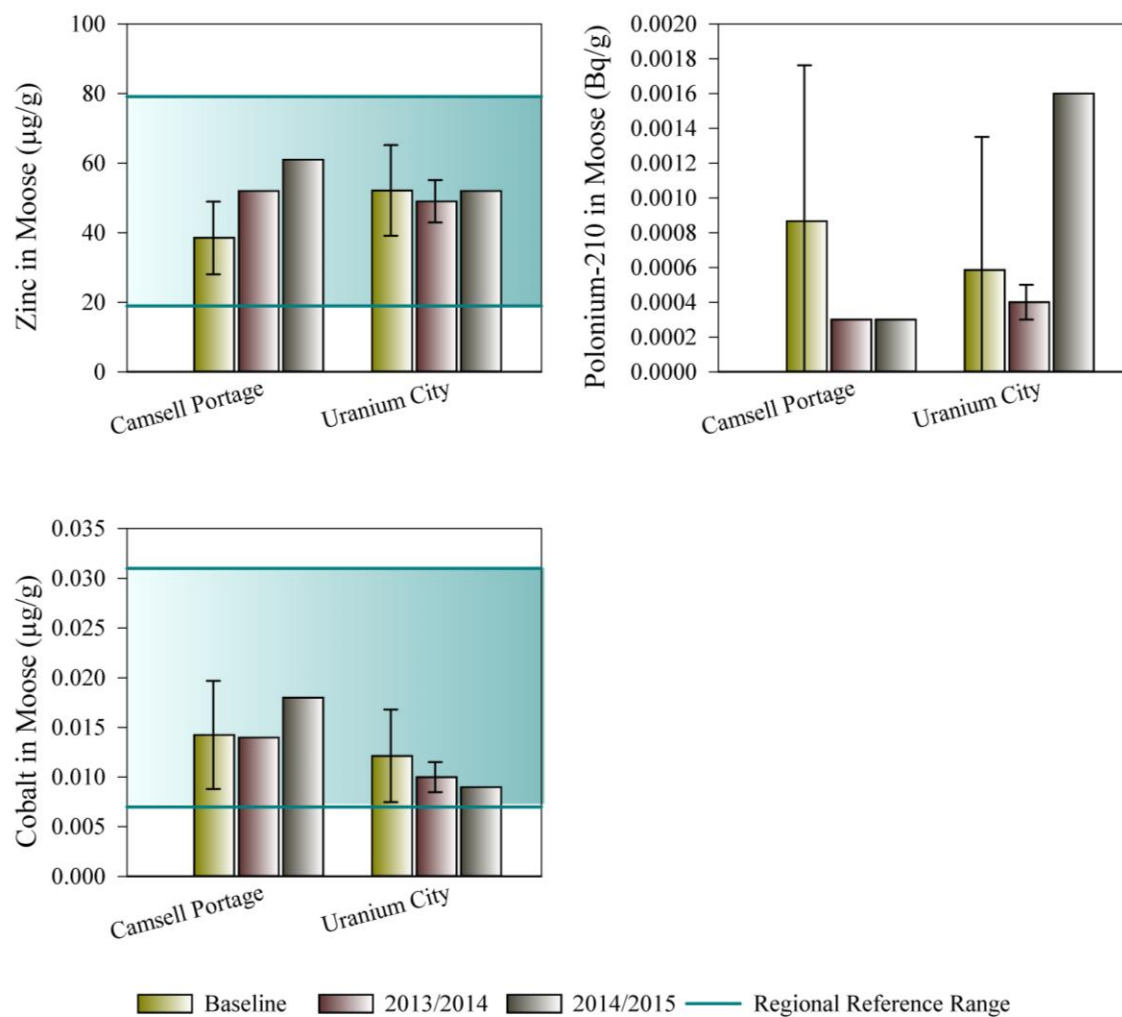 Zinc in Moose (µg/g)
100
80
60
40
20
0
Camsell Portage
Uranium City
Polonium-210 in Moose (Bq/g)
0.0020
0.0018
0.0016
0.0014
0.0012
0.0010
0.0008
0.0006
0.0004
0.0002
0.0000
Camsell Portage
Uranium City
Cobalt in Moose (µg/g)
0.035
0.030
0.025
0.020
0.015
0.010
0.005
0.000
Camsell Portage
Uranium City
Baseline 2013/2014 2014/2015 Regional Reference Range